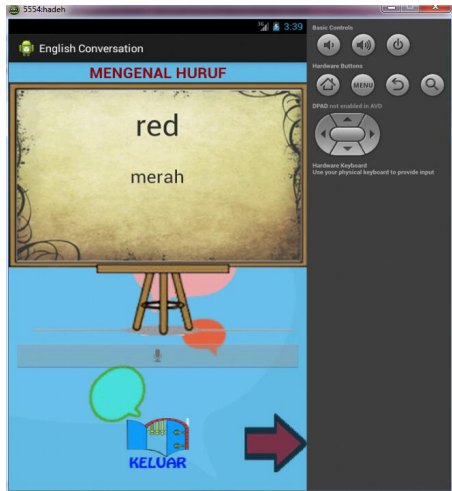 5554:hadeh
3G 3:39
English Conversation
MENGENAL HURUF
red
merah
KELUAR
Basic Controls
Hardware Buttons
MENU
DPAD not enabled in AVD
Hardware Keyboard
Use your physical keyboard to provide input